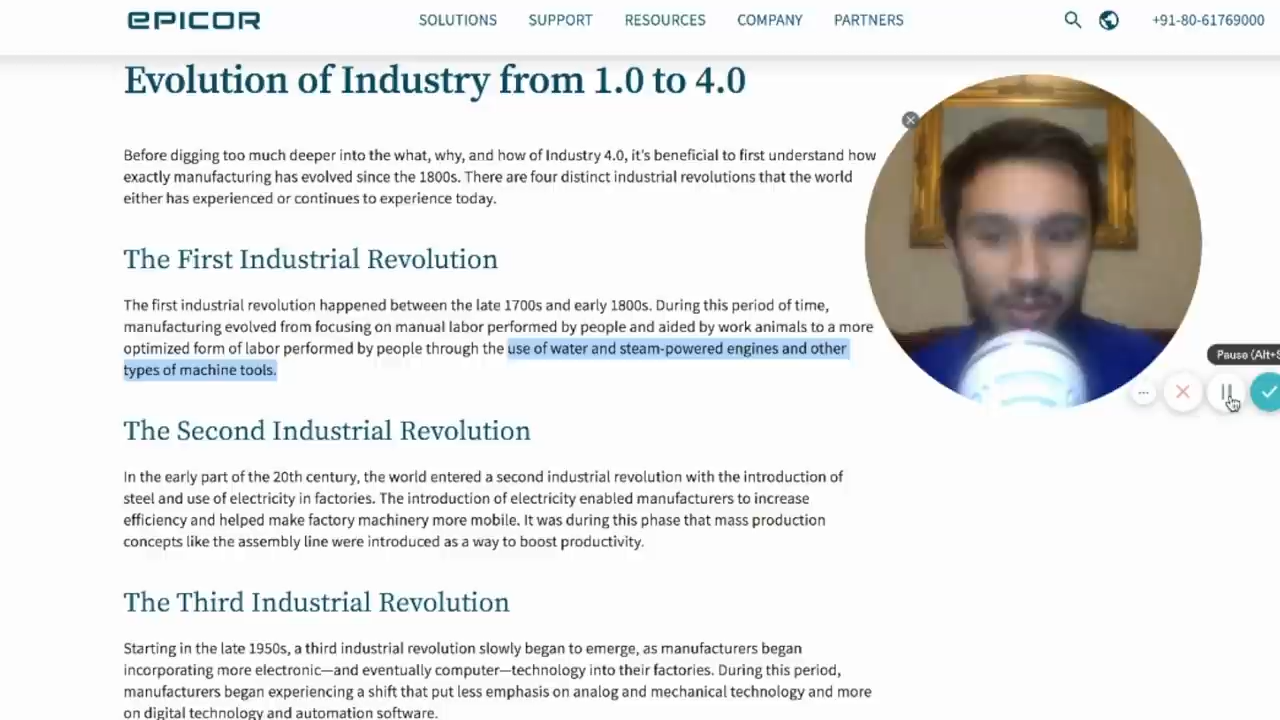 EPICOR
SOLUTIONS SUPPORT RESOURCES COMPANY PARTNERS +91-80-61769000
Evolution of Industry from 1.0 to 4.0
Before digging too much deeper into the what, why, and how of Industry 4.0, it's beneficial to first understand how
exactly manufacturing has evolved since the 1800s. There are four distinct industrial revolutions that the world
either has experienced or continues to experience today.
The First Industrial Revolution
The first industrial revolution happened between the late 1700s and early 1800s. During this period of time,
manufacturing evolved from focusing on manual labor performed by people and aided by work animals to a more
optimized form of labor performed by people through the use of water and steam-powered engines and other
types of machine tools.
Pause (Alt+S
The Second Industrial Revolution
In the early part of the 20th century, the world entered a second industrial revolution with the introduction of
steel and use of electricity in factories. The introduction of electricity enabled manufacturers to increase
efficiency and helped make factory machinery more mobile. It was during this phase that mass production
concepts like the assembly line were introduced as a way to boost productivity.
The Third Industrial Revolution
Starting in the late 1950s, a third industrial revolution slowly began to emerge, as manufacturers began
incorporating more electronic—and eventually computer—technology into their factories. During this period,
manufacturers began experiencing a shift that put less emphasis on analog and mechanical technology and more
on digital technology and automation software.